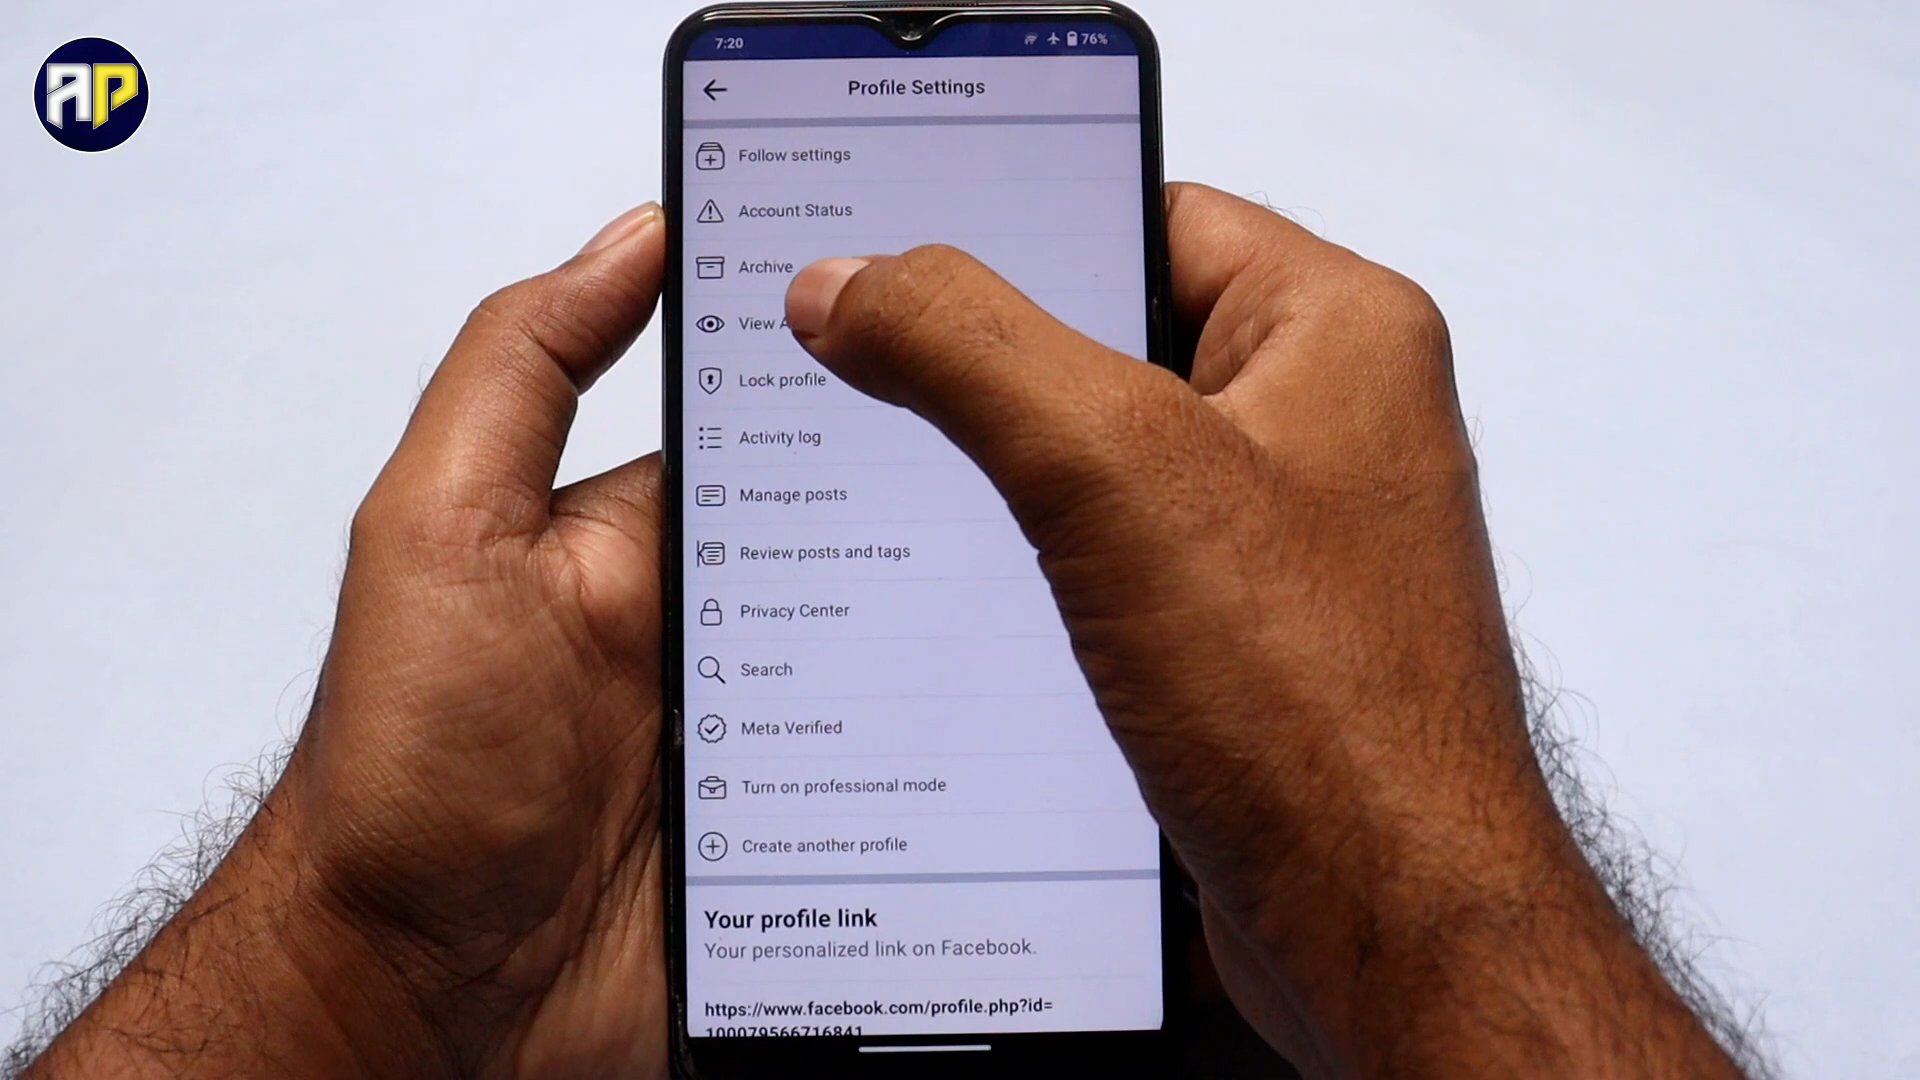 AP
7:20
76%
Profile Settings
Follow settings
Account Status
Archive
View
Lock profile
Activity log
Manage posts
Review posts and tags
Privacy Center
Search
Meta Verified
Turn on professional mode
Create another profile
Your profile link
Your personalized link on Facebook.
https://www.facebook.com/profile.php?id=
100079566716841